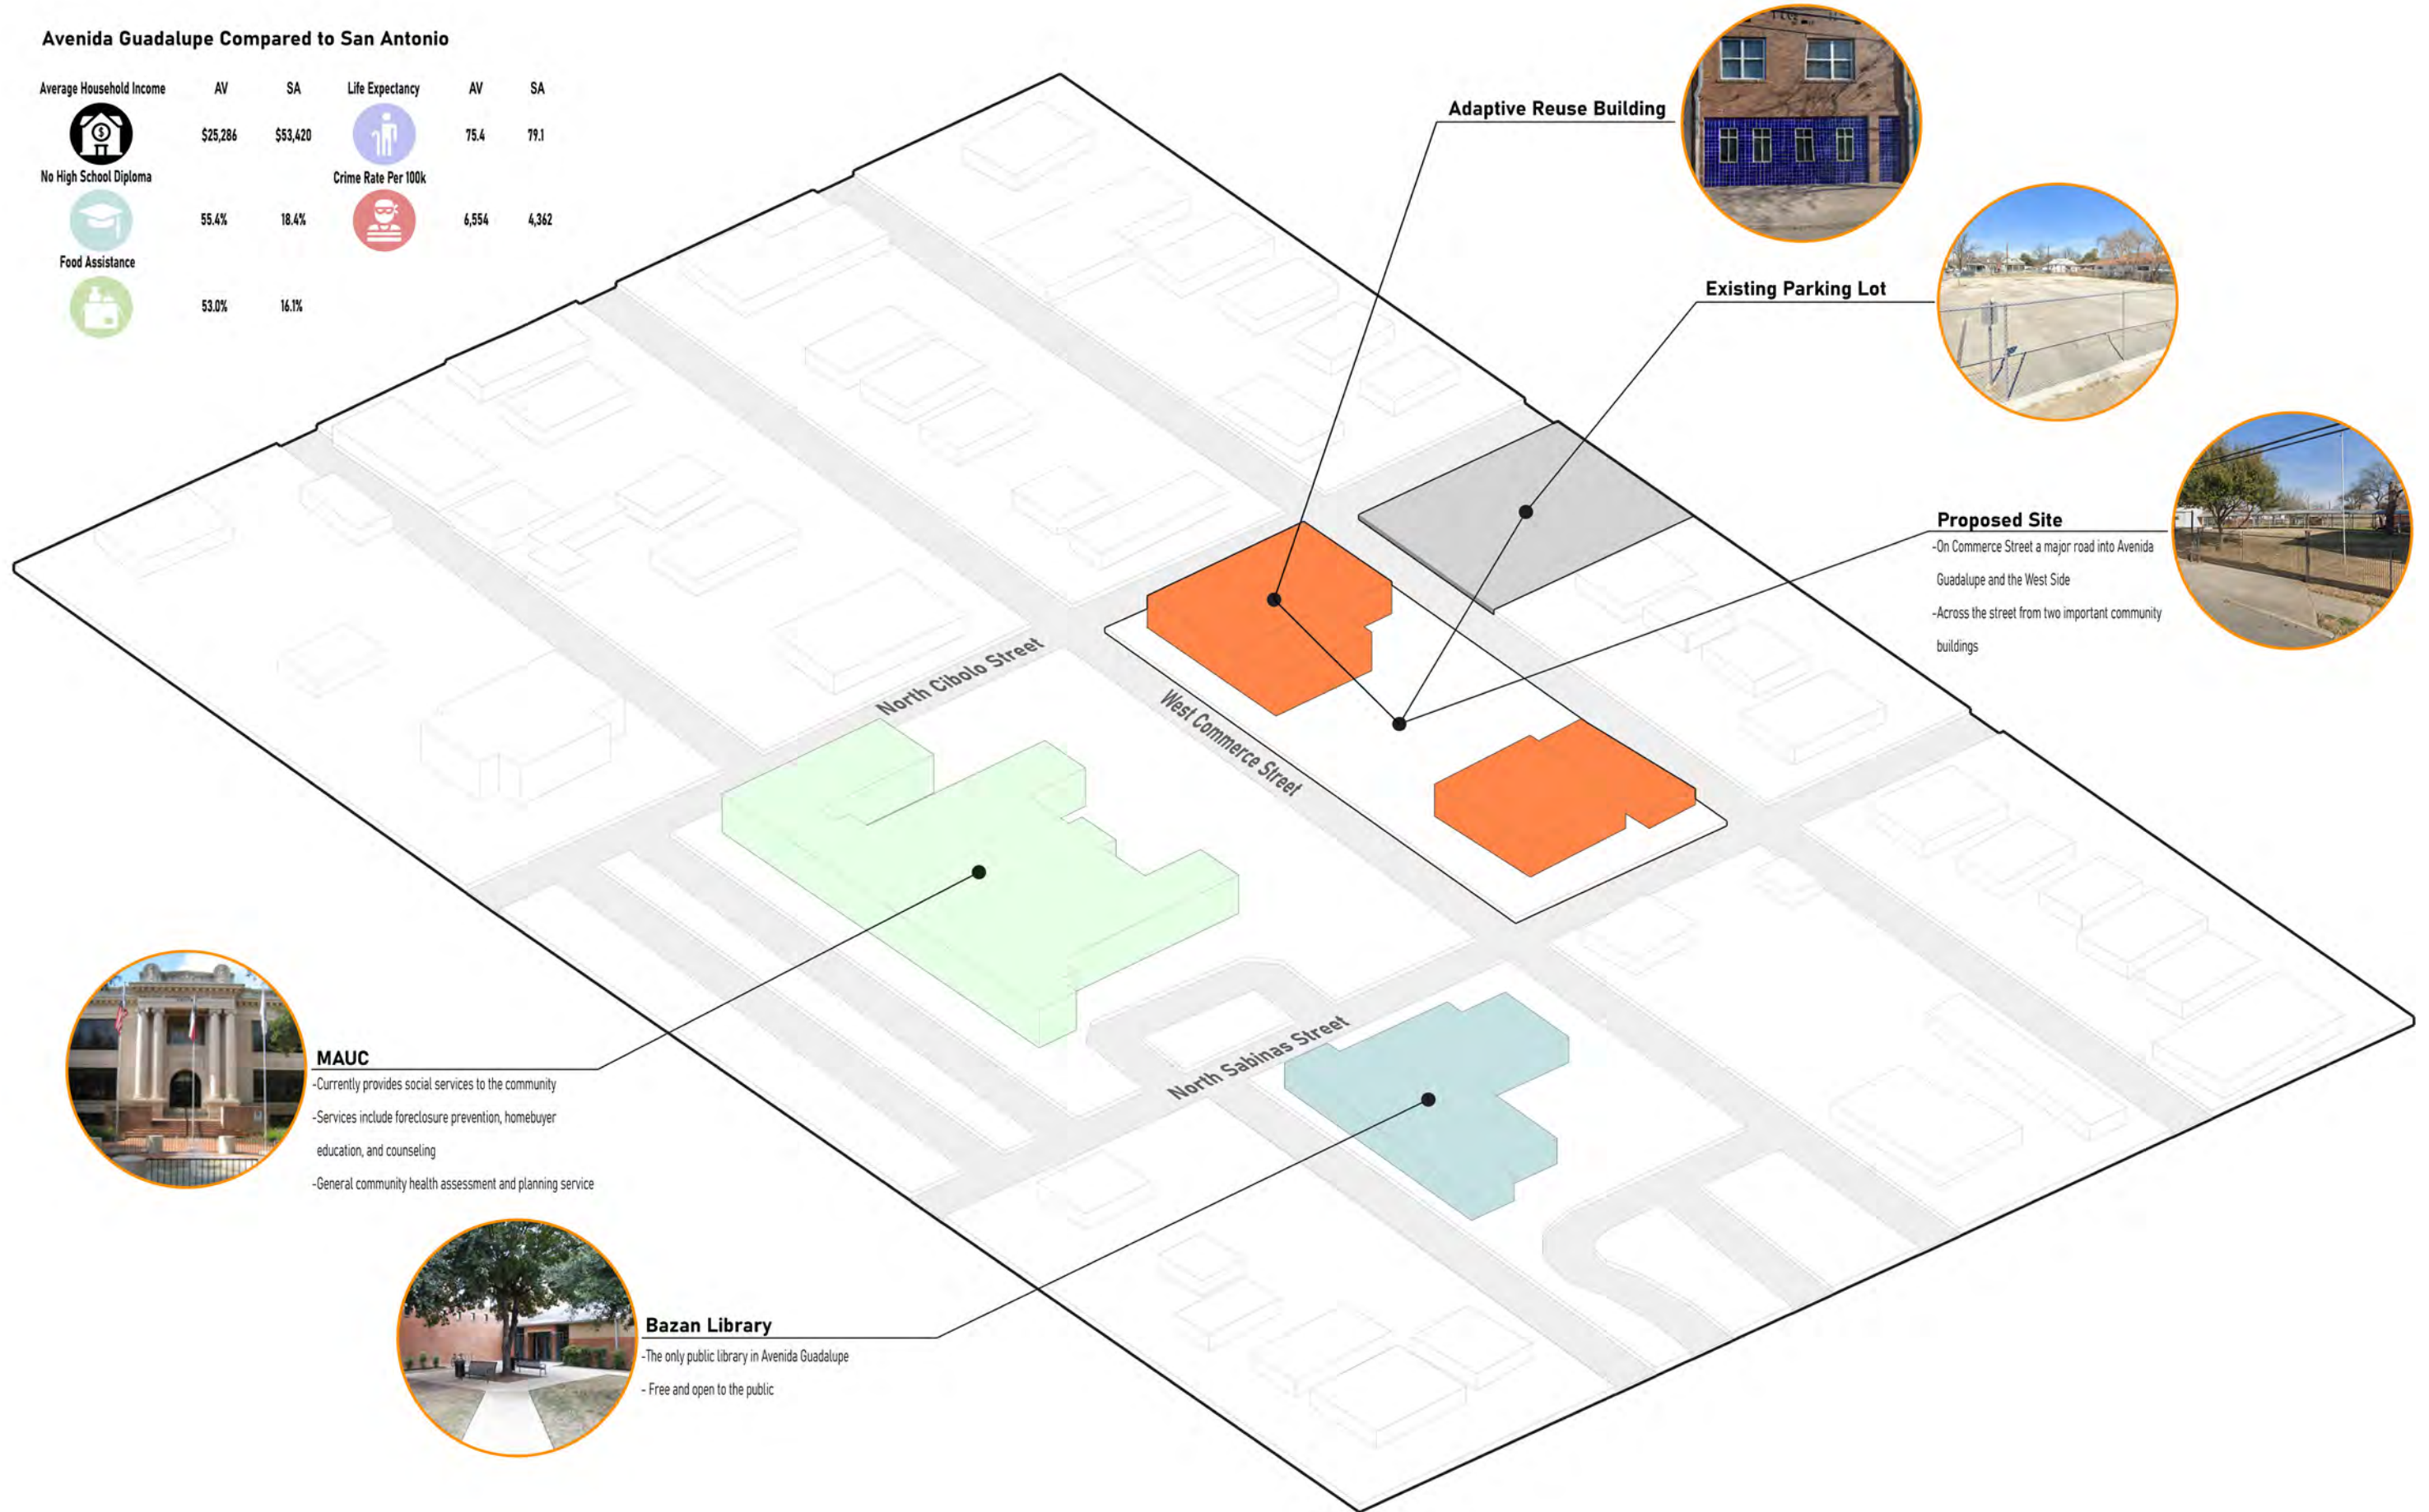 Avenida Guadalupe Compared to San Antonio
Average Household Income AV SA Life Expectancy AV SA
$25,286 $53,420 75.4 79.1
No High School Diploma Crime Rate Per 100k
55.4% 18.4% 6,554 4,362
Food Assistance
53.0% 16.1%
Adaptive Reuse Building
Existing Parking Lot
Proposed Site
-On Commerce Street a major road into Avenida
Guadalupe and the West Side
-Across the street from two important community
buildings
North Cibolo Street
West Commerce Street
North Sabinas Street
MAUC
-Currently provides social services to the community
-Services include foreclosure prevention, homebuyer
education, and counseling
-General community health assessment and planning service
Bazan Library
-The only public library in Avenida Guadalupe
- Free and open to the public